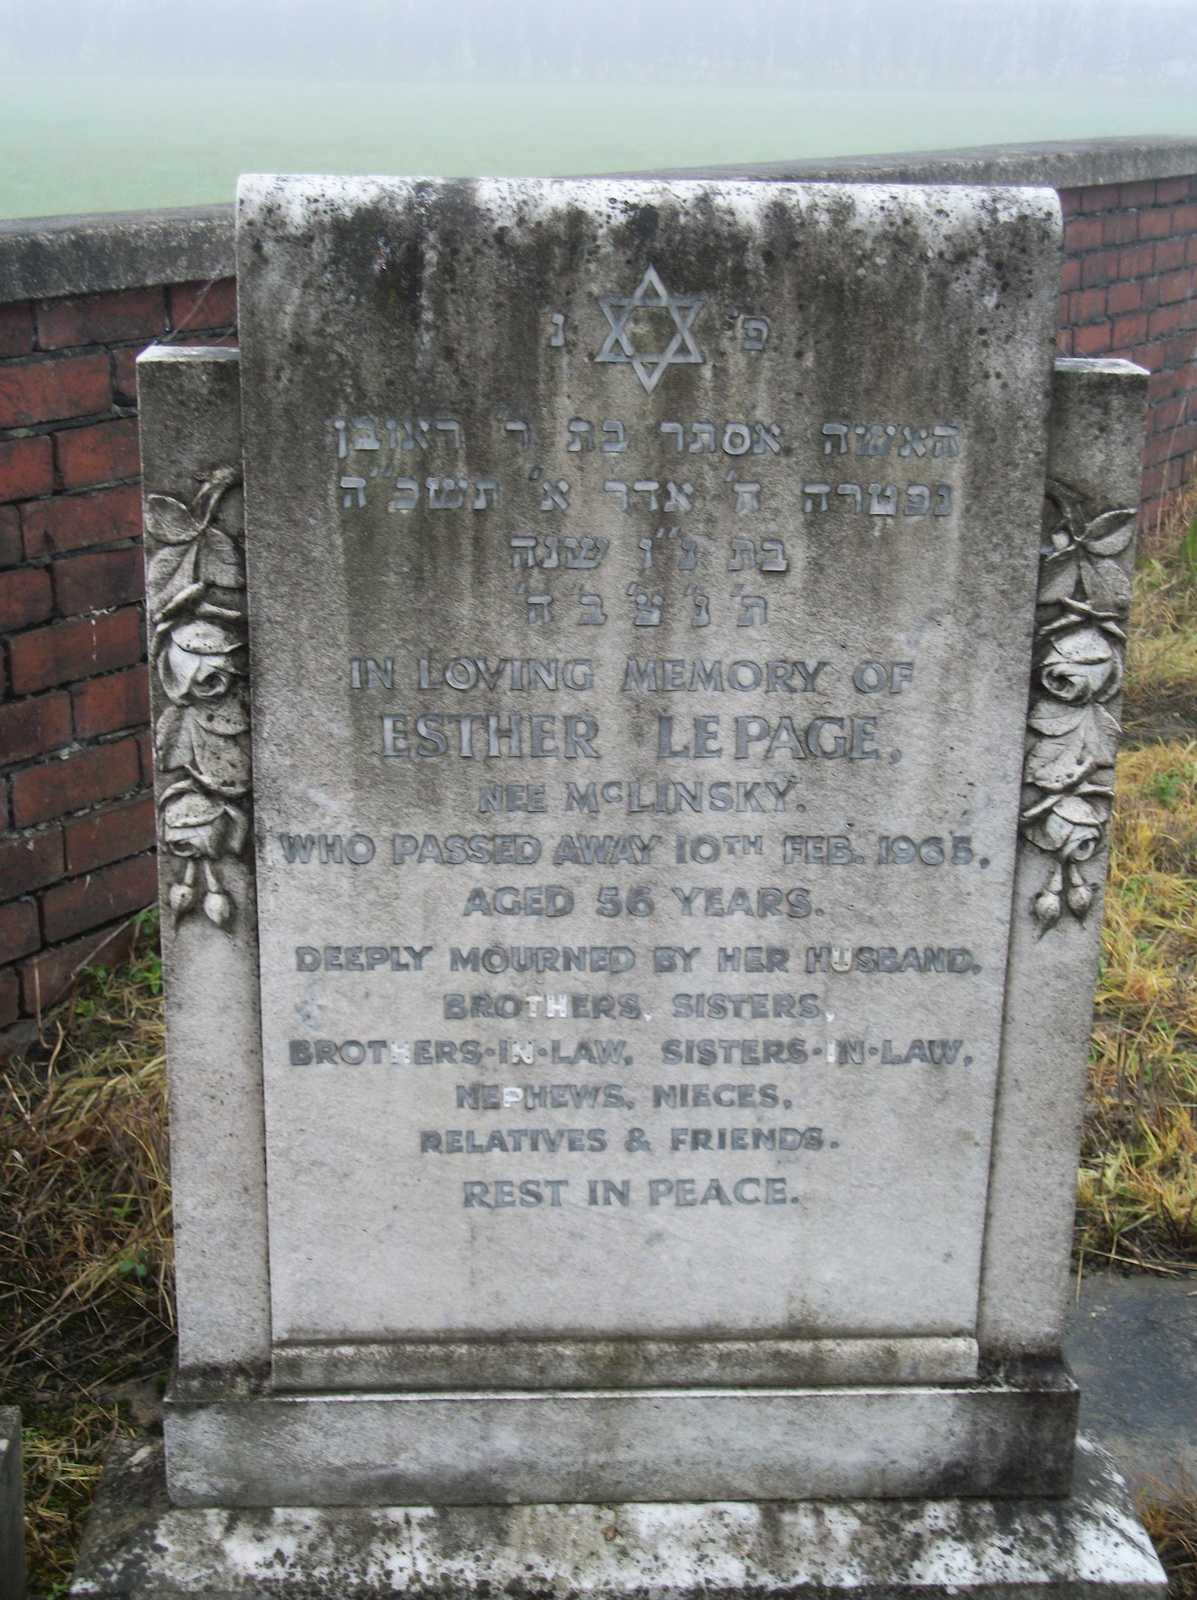 פ' נ
האשה אסתר בת ר' ראובן
נפטרה ח' אדר א' תשכ"ה
בת נ"ו שנה
ת' נ' צ' ב' ה'
IN LOVING MEMORY OF
ESTHER LE PAGE,
NEE McLINSKY.
WHO PASSED AWAY 10TH FEB. 1965,
AGED 56 YEARS.
DEEPLY MOURNED BY HER HUSBAND,
BROTHERS, SISTERS,
BROTHERS-IN-LAW, SISTERS-IN-LAW,
NEPHEWS, NIECES,
RELATIVES & FRIENDS.
REST IN PEACE.